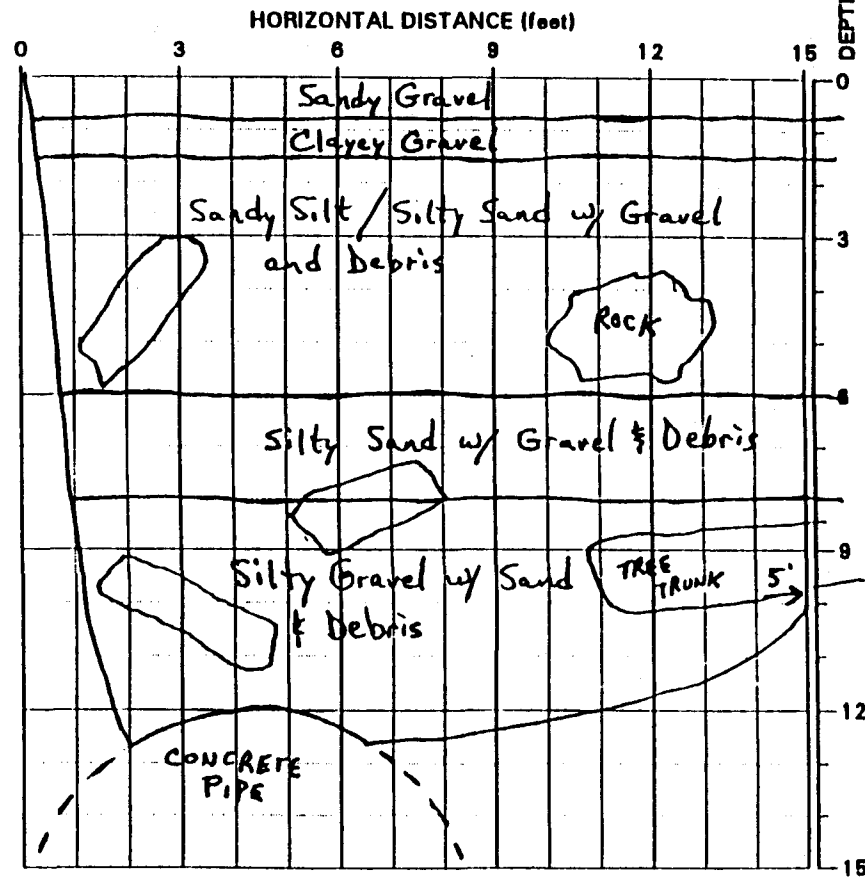 HORIZONTAL DISTANCE (feet)
0 3 6 9 12 15
Sandy Gravel
0
Clayey Gravel
Sandy Silt / Silty Sand w/ Gravel
and Debris
3
ROCK
6
Silty Sand w/ Gravel & Debris
9
Silty Gravel w/ Sand
& Debris
TREE
TRUNK
5'
12
CONCRETE
PIPE
15